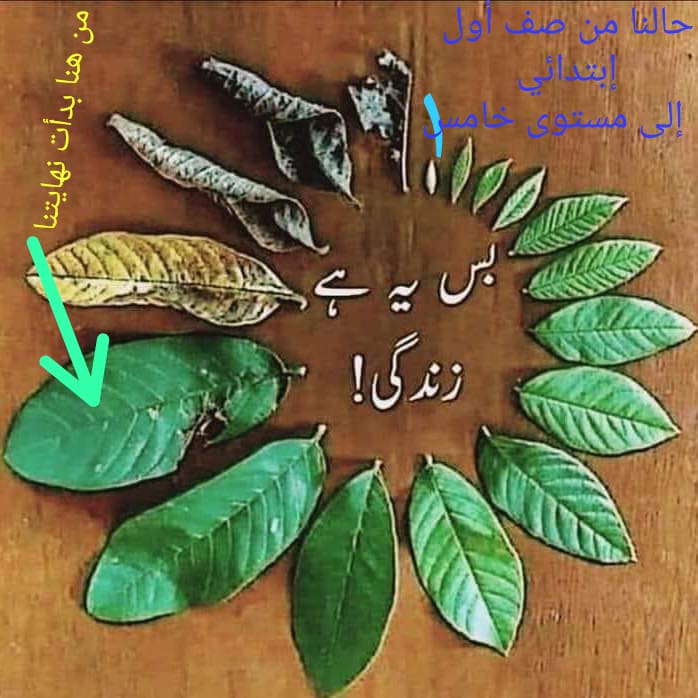 حالنا من صف أول
إبتدائي
إلى مستوى خامس
من هنا بدأت نهايتنا
بس یہ ہے
زندگی!